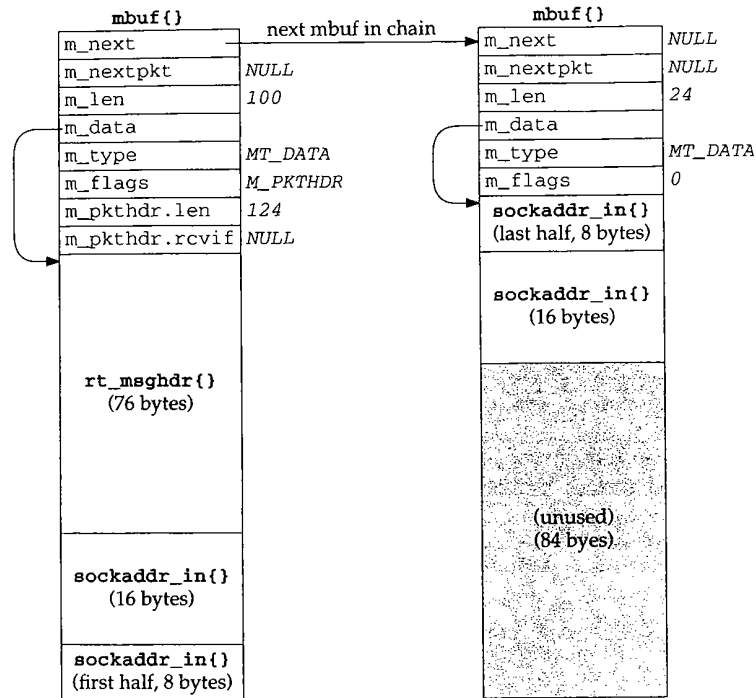 mbuf{}
m_next
m_nextpkt NULL
m_len 100
m_data
m_type MT_DATA
m_flags M_PKTHDR
m_pkthdr.len 124
m_pkthdr.rcvif NULL
rt_msghdr{}
(76 bytes)
sockaddr_in{}
(16 bytes)
sockaddr_in{}
(first half, 8 bytes)
next mbuf in chain
mbuf{}
m_next NULL
m_nextpkt NULL
m_len 24
m_data
m_type MT_DATA
m_flags 0
sockaddr_in{}
(last half, 8 bytes)
sockaddr_in{}
(16 bytes)
(unused)
(84 byes)